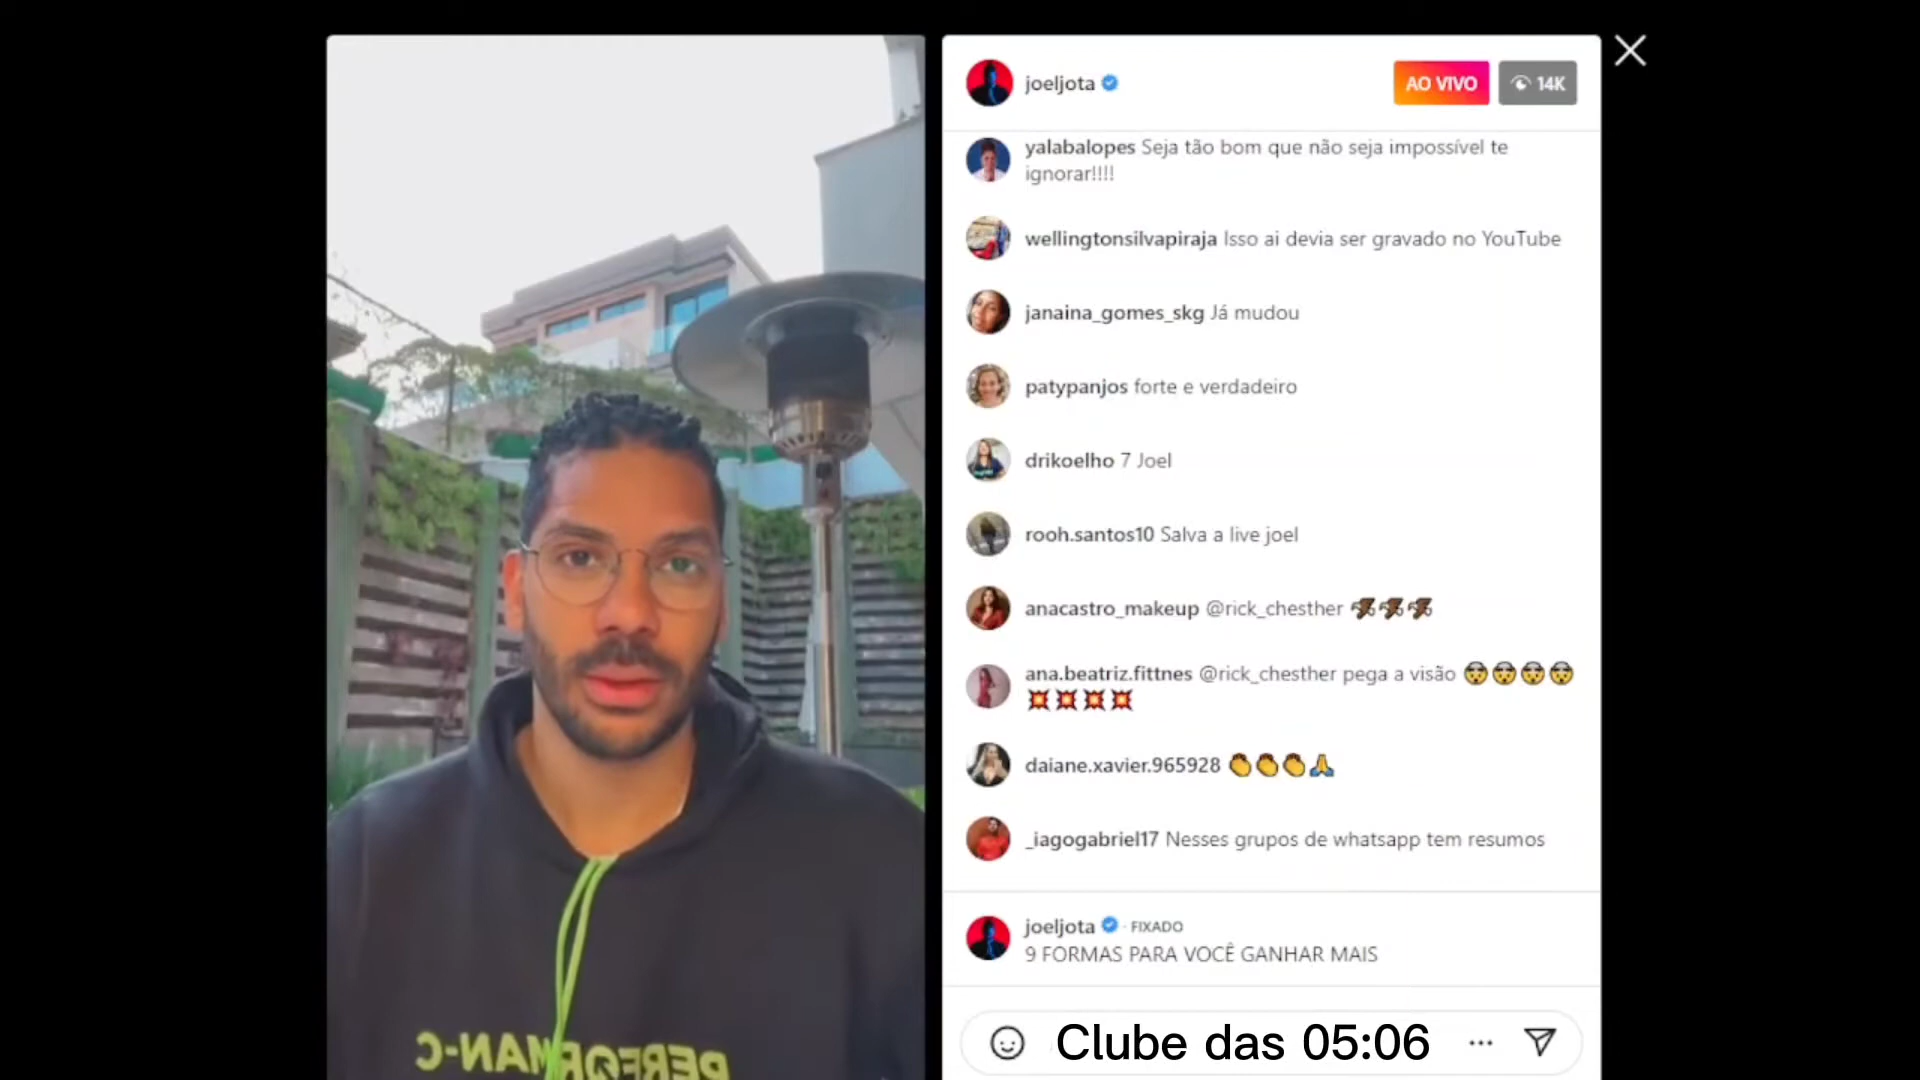 joeljota
AO VIVO
14K
yalabalopes Seja tão bom que não seja impossível te
ignorar!!!!
wellingtonsilvapiraja Isso ai devia ser gravado no YouTube
janaina_gomes_skg Já mudou
patypanjos forte e verdadeiro
drikoelho 7 Joel
rooh.santos10 Salva a live joel
anacastro_makeup @rick_chesther
ana.beatriz.fittnes @rick_chesther pega a visão
daiane.xavier.965928
_iagogabriel17 Nesses grupos de whatsapp tem resumos
joeljota · FIXADO
9 FORMAS PARA VOCÊ GANHAR MAIS
Clube das 05:06
PERFORMAN-C